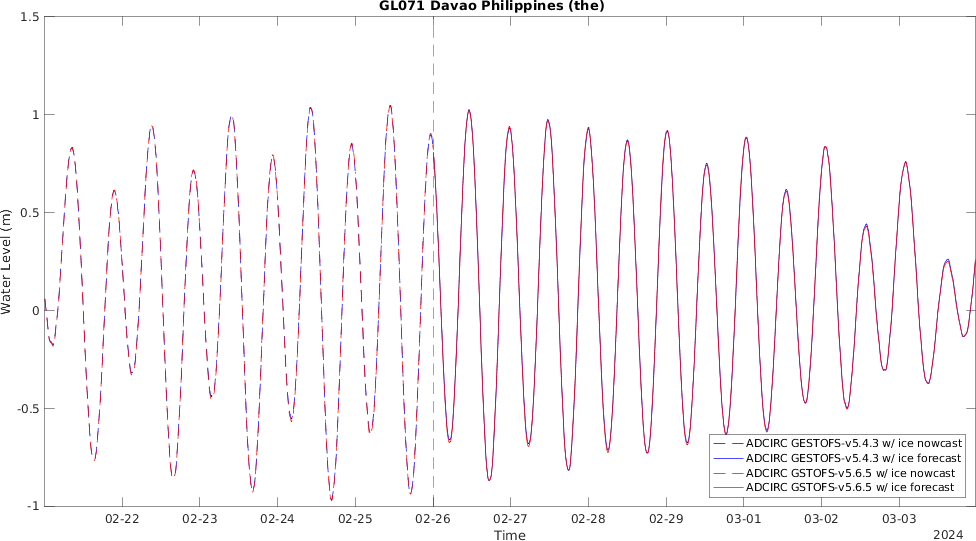 GL071 Davao Philippines (the)
1.5
1
0.5
0
-0.5
-1
Water Level (m)
ADCIRC GESTOFS-v5.4.3 w/ ice nowcast
ADCIRC GESTOFS-v5.4.3 w/ ice forecast
ADCIRC GSTOFS-v5.6.5 w/ ice nowcast
ADCIRC GSTOFS-v5.6.5 w/ ice forecast
02-22 02-23 02-24 02-25 02-26 02-27 02-28 02-29 03-01 03-02 03-03
Time
2024